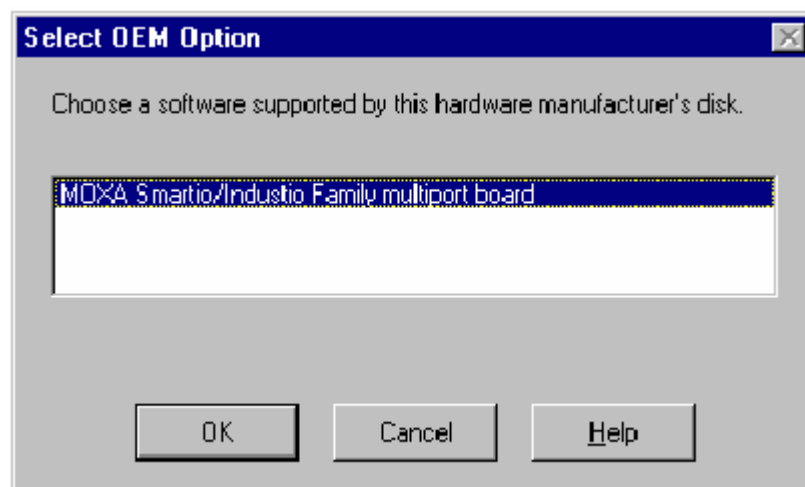 Select OEM Option
Choose a software supported by this hardware manufacturer's disk.
MOXA Smartio/Industio Family multiport board
OK
Cancel
Help